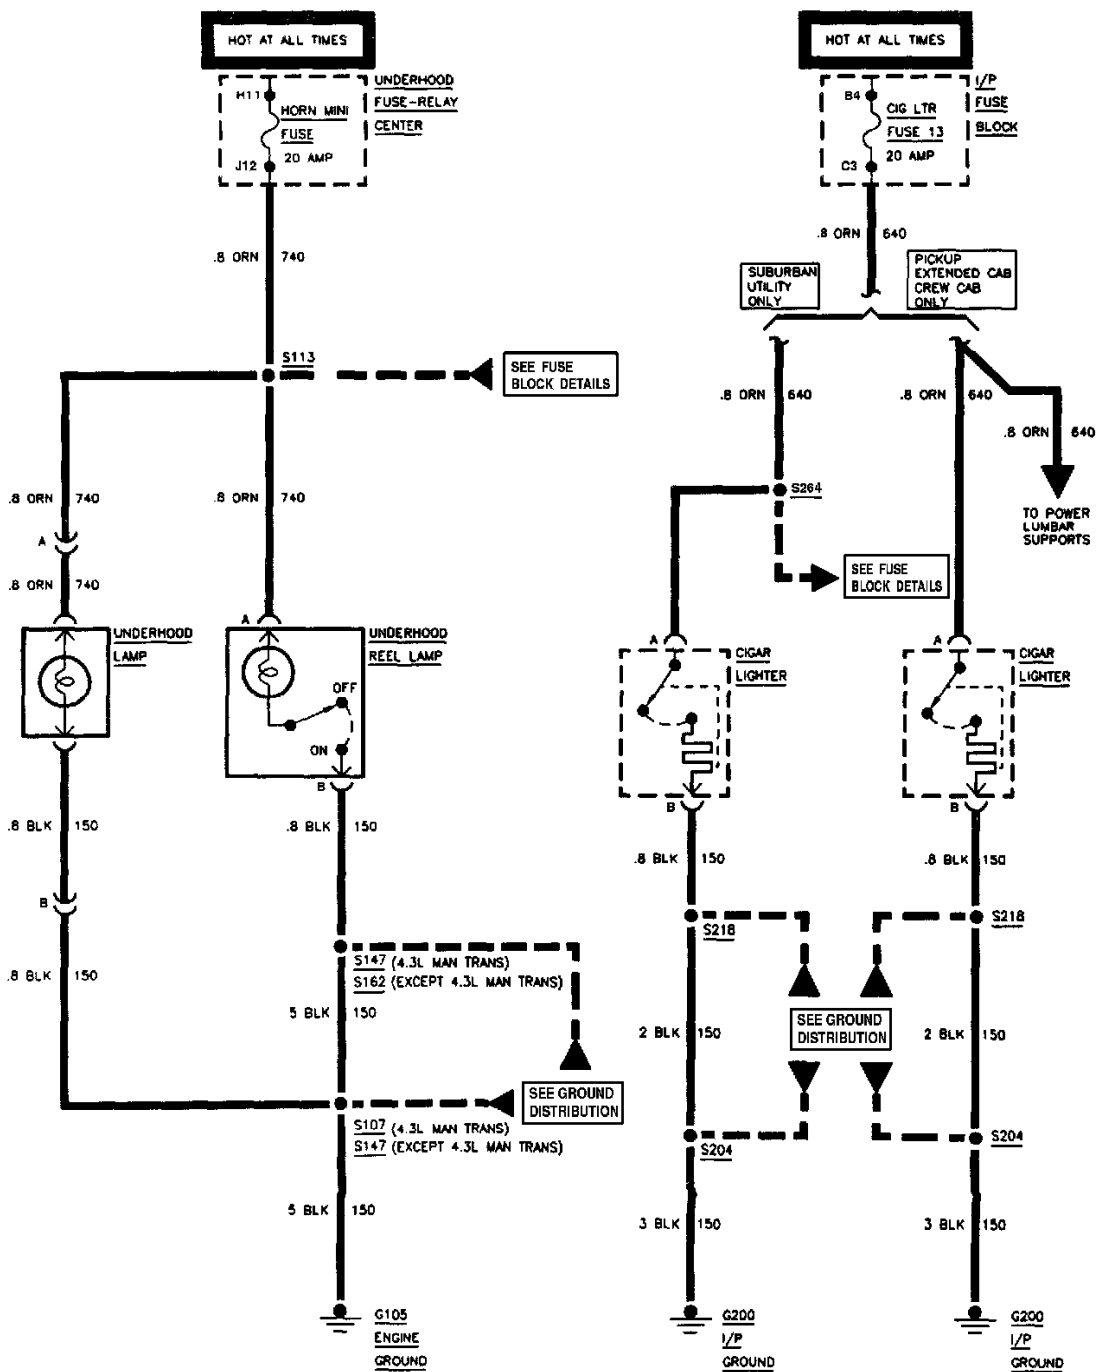 HOT AT ALL TIMES
HOT AT ALL TIMES
H11
HORN MINI
FUSE
20 AMP
J12
UNDERHOOD
FUSE-RELAY
CENTER
B4
CIG LTR
FUSE 13
20 AMP
C3
I/P
FUSE
BLOCK
.8 ORN
740
.8 ORN
640
SUBURBAN
UTILITY
ONLY
PICKUP
EXTENDED CAB
CREW CAB
ONLY
S113
SEE FUSE
BLOCK DETAILS
.8 ORN
640
.8 ORN
640
.8 ORN
640
.8 ORN
740
.8 ORN
740
S264
TO POWER
LUMBAR
SUPPORTS
A
.8 ORN
740
SEE FUSE
BLOCK DETAILS
UNDERHOOD
LAMP
A
UNDERHOOD
REEL LAMP
OFF
ON
B
A
CIGAR
LIGHTER
B
A
CIGAR
LIGHTER
B
.8 BLK
150
.8 BLK
150
.8 BLK
150
.8 BLK
150
B
S218
S218
.8 BLK
150
S147 (4.3L MAN TRANS)
S162 (EXCEPT 4.3L MAN TRANS)
5 BLK
150
2 BLK
150
SEE GROUND
DISTRIBUTION
2 BLK
150
SEE GROUND
DISTRIBUTION
S107 (4.3L MAN TRANS)
S147 (EXCEPT 4.3L MAN TRANS)
S204
S204
5 BLK
150
3 BLK
150
3 BLK
150
G105
ENGINE
GROUND
G200
I/P
GROUND
G200
I/P
GROUND